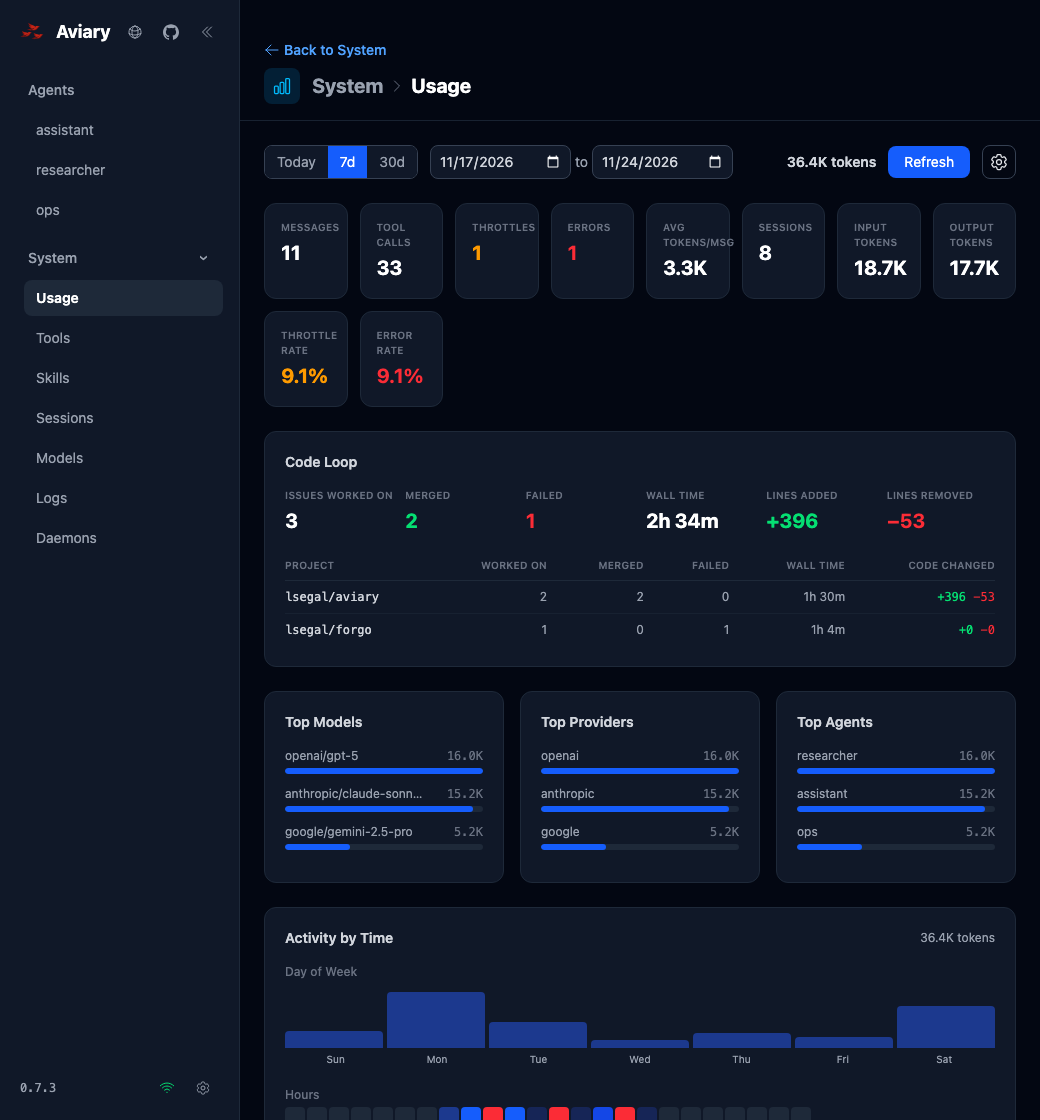 Aviary
Agents
assistant
researcher
ops
System
Usage
Tools
Skills
Sessions
Models
Logs
Daemons
0.7.3
← Back to System
System > Usage
Today 7d 30d 11/17/2026 to 11/24/2026 36.4K tokens Refresh
MESSAGES
11
TOOL
CALLS
33
THROTTLES
1
ERRORS
1
AVG
TOKENS/MSG
3.3K
SESSIONS
8
INPUT
TOKENS
18.7K
OUTPUT
TOKENS
17.7K
THROTTLE
RATE
9.1%
ERROR
RATE
9.1%
Code Loop
ISSUES WORKED ON MERGED FAILED WALL TIME LINES ADDED LINES REMOVED
3 2 1 2h 34m +396 −53
PROJECT WORKED ON MERGED FAILED WALL TIME CODE CHANGED
lsegal/aviary 2 2 0 1h 30m +396 −53
lsegal/forgo 1 0 1 1h 4m +0 −0
Top Models
openai/gpt-5 16.0K
anthropic/claude-sonn... 15.2K
google/gemini-2.5-pro 5.2K
Top Providers
openai 16.0K
anthropic 15.2K
google 5.2K
Top Agents
researcher 16.0K
assistant 15.2K
ops 5.2K
Activity by Time 36.4K tokens
Day of Week
Sun Mon Tue Wed Thu Fri Sat
Hours